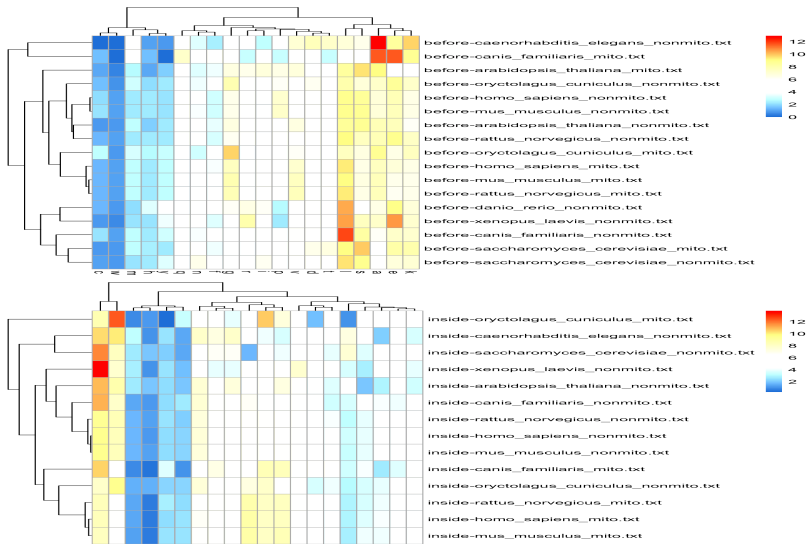 before-caenorhabditis_elegans_nonmito.txt
before-canis_familiaris_mito.txt
before-arabidopsis_thaliana_mito.txt
before-oryctolagus_cuniculus_nonmito.txt
before-homo_sapiens_nonmito.txt
before-mus_musculus_nonmito.txt
before-arabidopsis_thaliana_nonmito.txt
before-rattus_norvegicus_nonmito.txt
before-oryctolagus_cuniculus_mito.txt
before-homo_sapiens_mito.txt
before-mus_musculus_mito.txt
before-rattus_norvegicus_mito.txt
before-danio_rerio_nonmito.txt
before-xenopus_laevis_nonmito.txt
before-canis_familiaris_nonmito.txt
before-saccharomyces_cerevisiae_mito.txt
before-saccharomyces_cerevisiae_nonmito.txt
12
10
8
6
4
2
0
inside-oryctolagus_cuniculus_mito.txt
inside-caenorhabditis_elegans_nonmito.txt
inside-saccharomyces_cerevisiae_nonmito.txt
inside-xenopus_laevis_nonmito.txt
inside-arabidopsis_thaliana_nonmito.txt
inside-canis_familiaris_nonmito.txt
inside-rattus_norvegicus_nonmito.txt
inside-homo_sapiens_nonmito.txt
inside-mus_musculus_nonmito.txt
inside-canis_familiaris_mito.txt
inside-oryctolagus_cuniculus_nonmito.txt
inside-rattus_norvegicus_mito.txt
inside-homo_sapiens_mito.txt
inside-mus_musculus_mito.txt
12
10
8
6
4
2